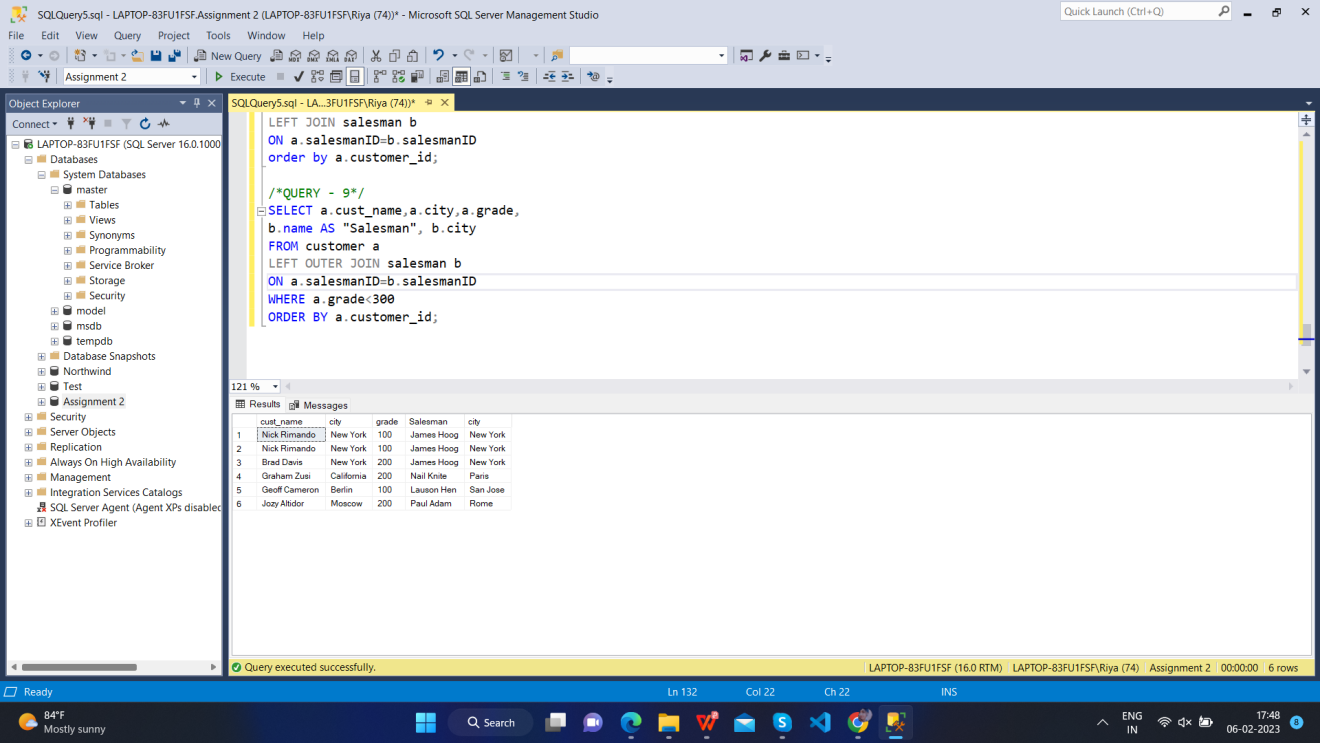 SQLQuery5.sql - LAPTOP-83FU1FSF.Assignment 2 (LAPTOP-83FU1FSF\Riya (74))* - Microsoft SQL Server Management Studio
Quick Launch (Ctrl+Q)
File Edit View Query Project Tools Window Help
New Query
Assignment 2 Execute
Object Explorer
Connect
LAPTOP-83FU1FSF (SQL Server 16.0.1000
Databases
System Databases
master
Tables
Views
Synonyms
Programmability
Service Broker
Storage
Security
model
msdb
tempdb
Database Snapshots
Northwind
Test
Assignment 2
Security
Server Objects
Replication
Always On High Availability
Management
Integration Services Catalogs
SQL Server Agent (Agent XPs disabled
XEvent Profiler
SQLQuery5.sql - LA...3FU1FSF\Riya (74))*
LEFT JOIN salesman b
ON a.salesmanID=b.salesmanID
order by a.customer_id;
/*QUERY - 9*/
SELECT a.cust_name,a.city,a.grade,
b.name AS "Salesman", b.city
FROM customer a
LEFT OUTER JOIN salesman b
ON a.salesmanID=b.salesmanID
WHERE a.grade<300
ORDER BY a.customer_id;
121 %
Results Messages
cust_name city grade Salesman city
1 Nick Rimando New York 100 James Hoog New York
2 Nick Rimando New York 100 James Hoog New York
3 Brad Davis New York 200 James Hoog New York
4 Graham Zusi California 200 Nail Knite Paris
5 Geoff Cameron Berlin 100 Lauson Hen San Jose
6 Jozy Altidor Moscow 200 Paul Adam Rome
Query executed successfully. LAPTOP-83FU1FSF (16.0 RTM) LAPTOP-83FU1FSF\Riya (74) Assignment 2 00:00:00 6 rows
Ready Ln 132 Col 22 Ch 22 INS
84°F
Mostly sunny
Search
ENG
IN
17:48
06-02-2023
8